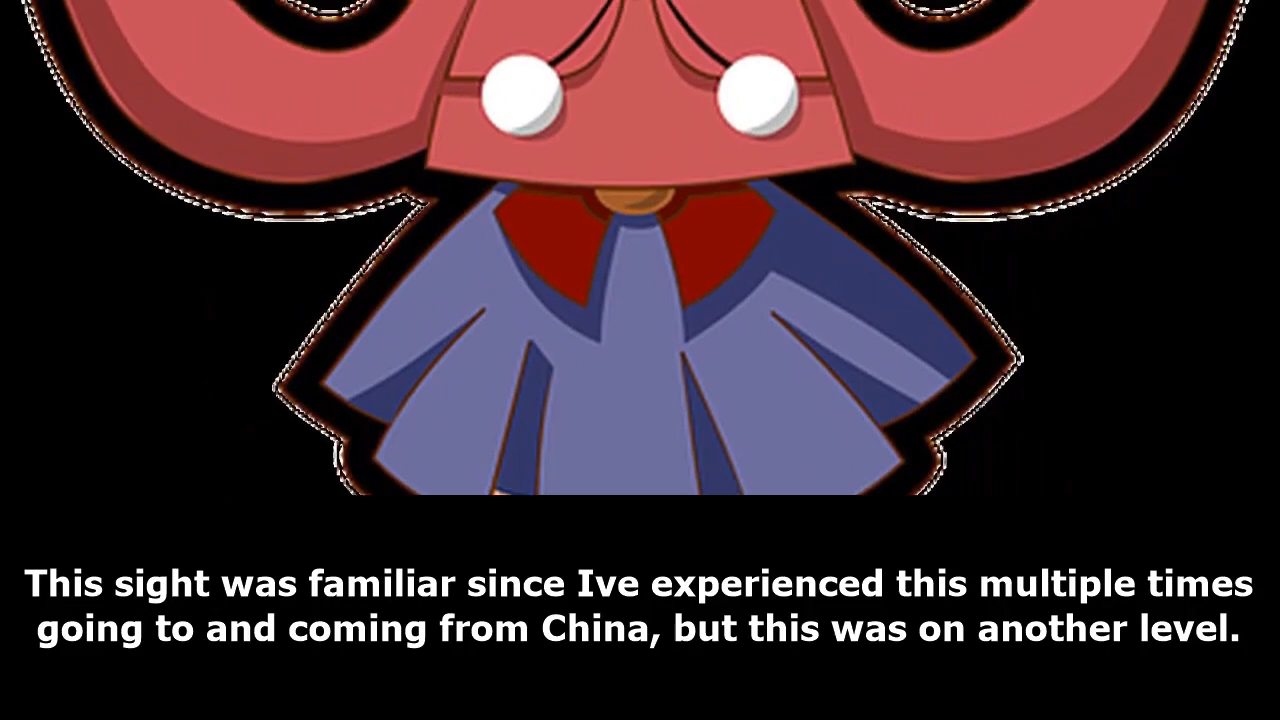 This sight was familiar since Ive experienced this multiple times
going to and coming from China, but this was on another level.